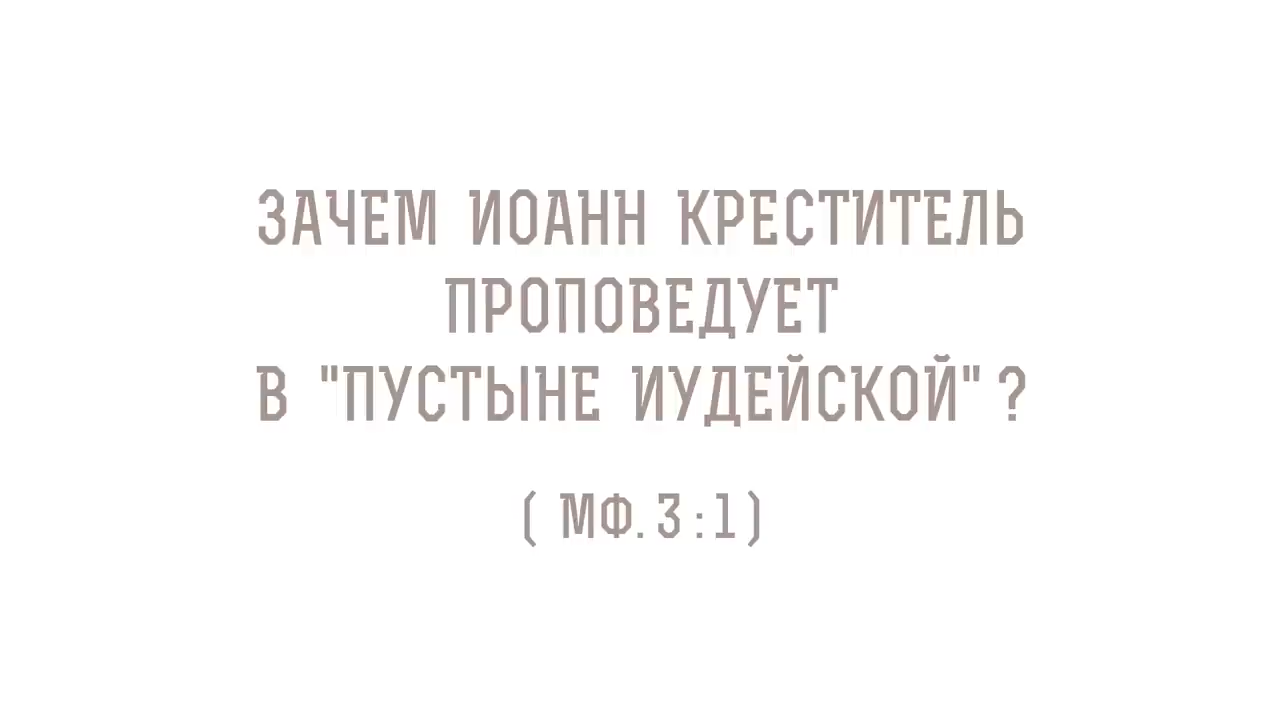 ЗАЧЕМ ИОАНН КРЕСТИТЕЛЬ
ПРОПОВЕДУЕТ
В "ПУСТЫНЕ ИУДЕЙСКОЙ" ?
( МФ. 3 :1 )